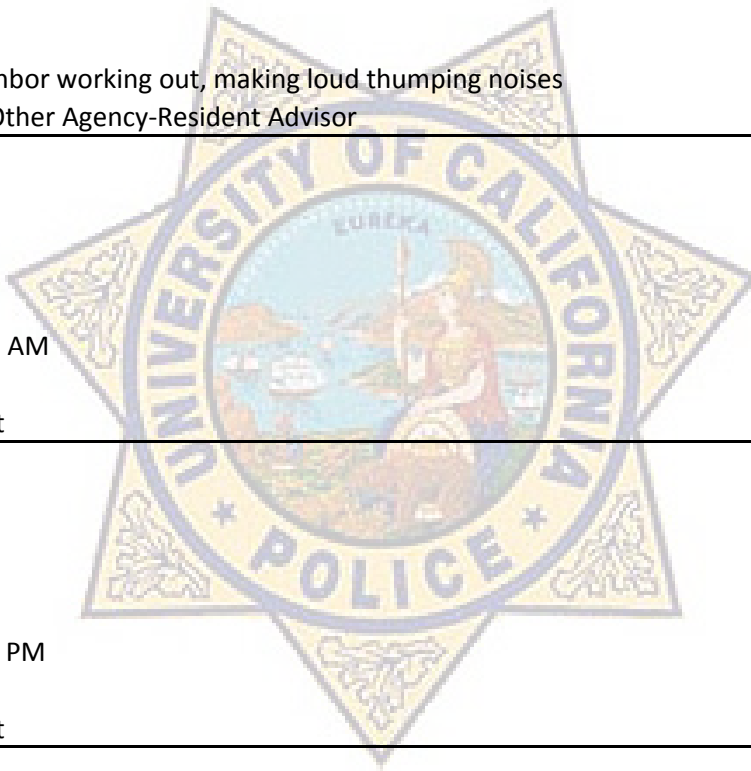 nbor working out, making loud thumping noises
Other Agency-Resident Advisor
UNIVERSITY OF CALIFORNIA
EUREKA
AM
t
POLICE
PM
t